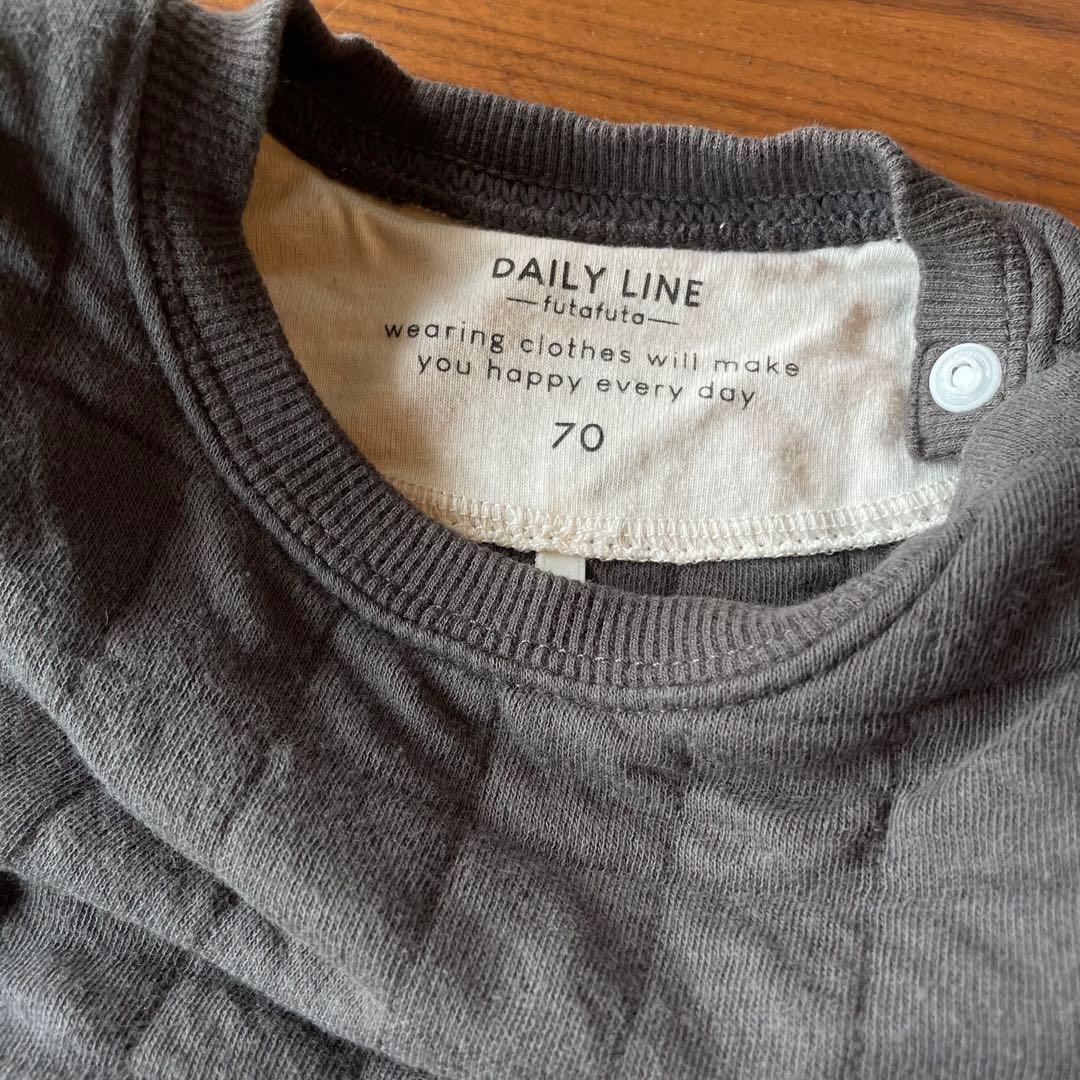 DAILY LINE
—futafuta—
wearing clothes will make
you happy every day
70